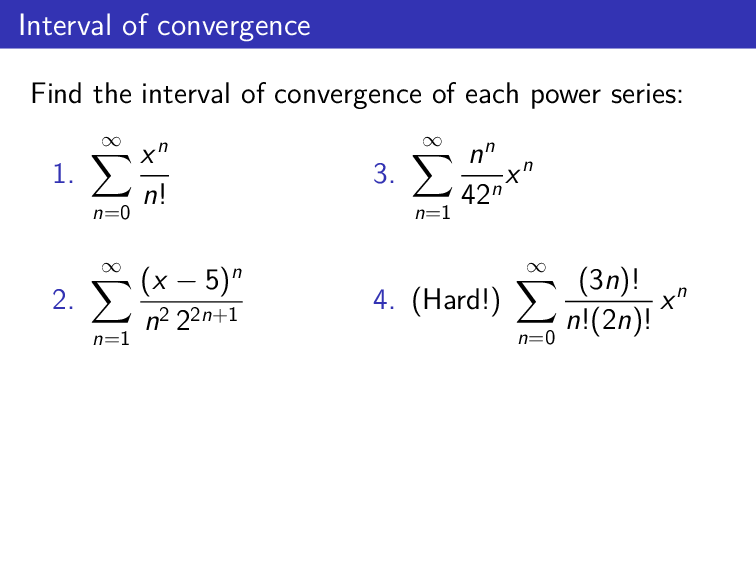 Interval of convergence
Find the interval of convergence of each power series:
1. $\sum_{n=0}^{\infty} \frac{x^n}{n!}$
2. $\sum_{n=1}^{\infty} \frac{(x-5)^n}{n^2 \, 2^{2n+1}}$
3. $\sum_{n=1}^{\infty} \frac{n^n}{42^n} x^n$
4. (Hard!) $\sum_{n=0}^{\infty} \frac{(3n)!}{n!(2n)!} x^n$